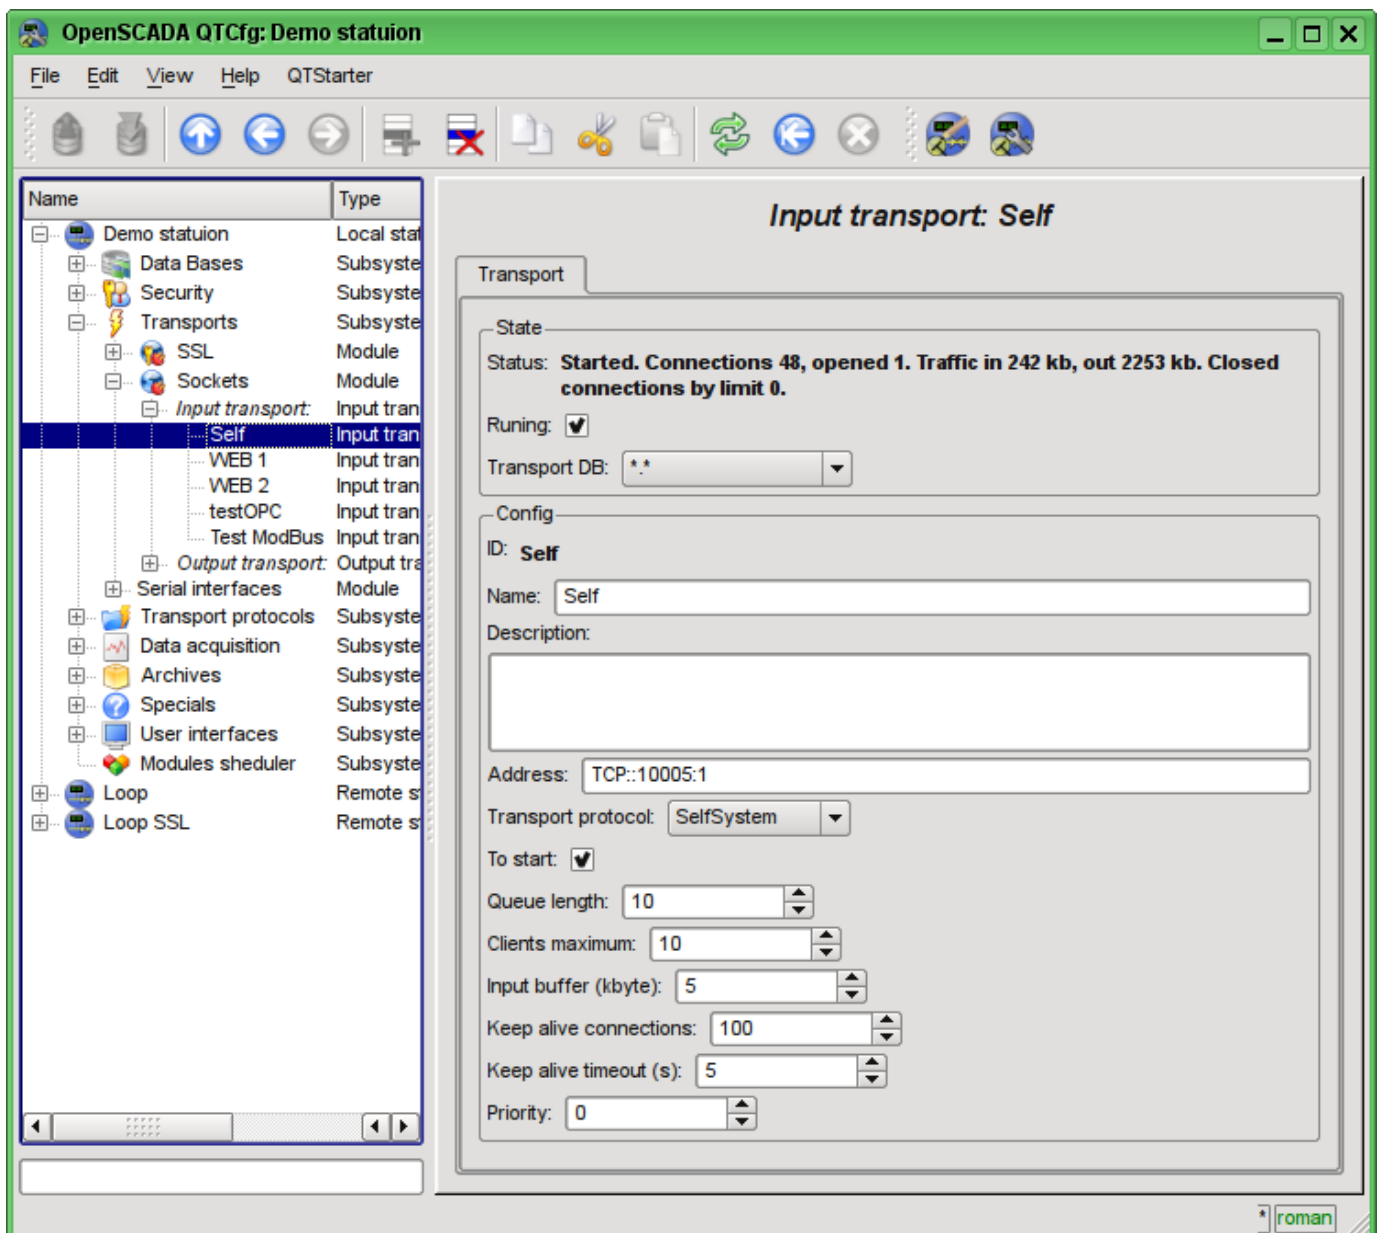 OpenSCADA QTCfg: Demo statuion
File Edit View Help QTStarter
Name Type
Demo statuion Local stat
Data Bases Subsyste
Security Subsyste
Transports Subsyste
SSL Module
Sockets Module
Input transport: Input tran
Self Input tran
WEB 1 Input tran
WEB 2 Input tran
testOPC Input tran
Test ModBus Input tran
Output transport: Output tra
Serial interfaces Module
Transport protocols Subsyste
Data acquisition Subsyste
Archives Subsyste
Specials Subsyste
User interfaces Subsyste
Modules sheduler Subsyste
Loop Remote s
Loop SSL Remote s
Input transport: Self
Transport
State
Status: Started. Connections 48, opened 1. Traffic in 242 kb, out 2253 kb. Closed
connections by limit 0.
Runing:
Transport DB: *.*
Config
ID: Self
Name: Self
Description:
Address: TCP::10005:1
Transport protocol: SelfSystem
To start:
Queue length: 10
Clients maximum: 10
Input buffer (kbyte): 5
Keep alive connections: 100
Keep alive timeout (s): 5
Priority: 0
* roman